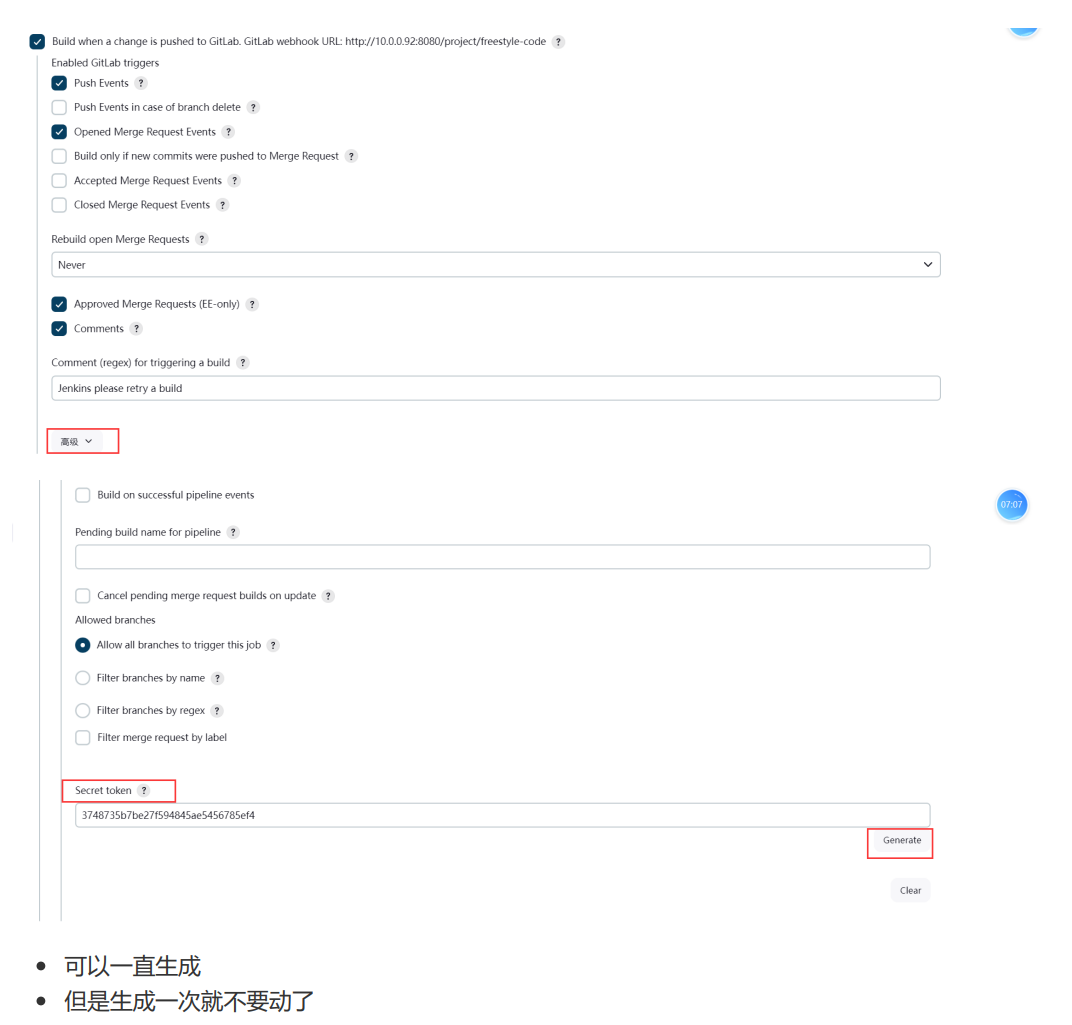 Build when a change is pushed to GitLab. GitLab webhook URL: http://10.0.0.92:8080/project/freestyle-code ?
Enabled GitLab triggers
Push Events ?
Push Events in case of branch delete ?
Opened Merge Request Events ?
Build only if new commits were pushed to Merge Request ?
Accepted Merge Request Events ?
Closed Merge Request Events ?
Rebuild open Merge Requests ?
Never
Approved Merge Requests (EE-only) ?
Comments ?
Comment (regex) for triggering a build ?
Jenkins please retry a build
高级
Build on successful pipeline events
07:07
Pending build name for pipeline ?
Cancel pending merge request builds on update ?
Allowed branches
Allow all branches to trigger this job ?
Filter branches by name ?
Filter branches by regex ?
Filter merge request by label
Secret token ?
3748735b7be27f594845ae5456785ef4
Generate
Clear
可以一直生成
但是生成一次就不要动了